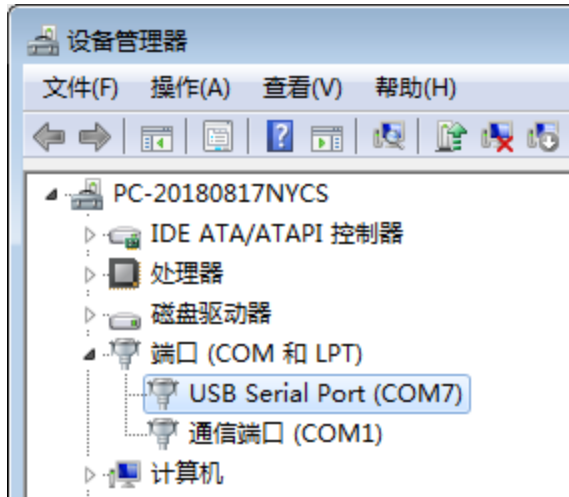 设备管理器
文件(F) 操作(A) 查看(V) 帮助(H)
PC-20180817NYCS
IDE ATA/ATAPI 控制器
处理器
磁盘驱动器
端口 (COM 和 LPT)
USB Serial Port (COM7)
通信端口 (COM1)
计算机